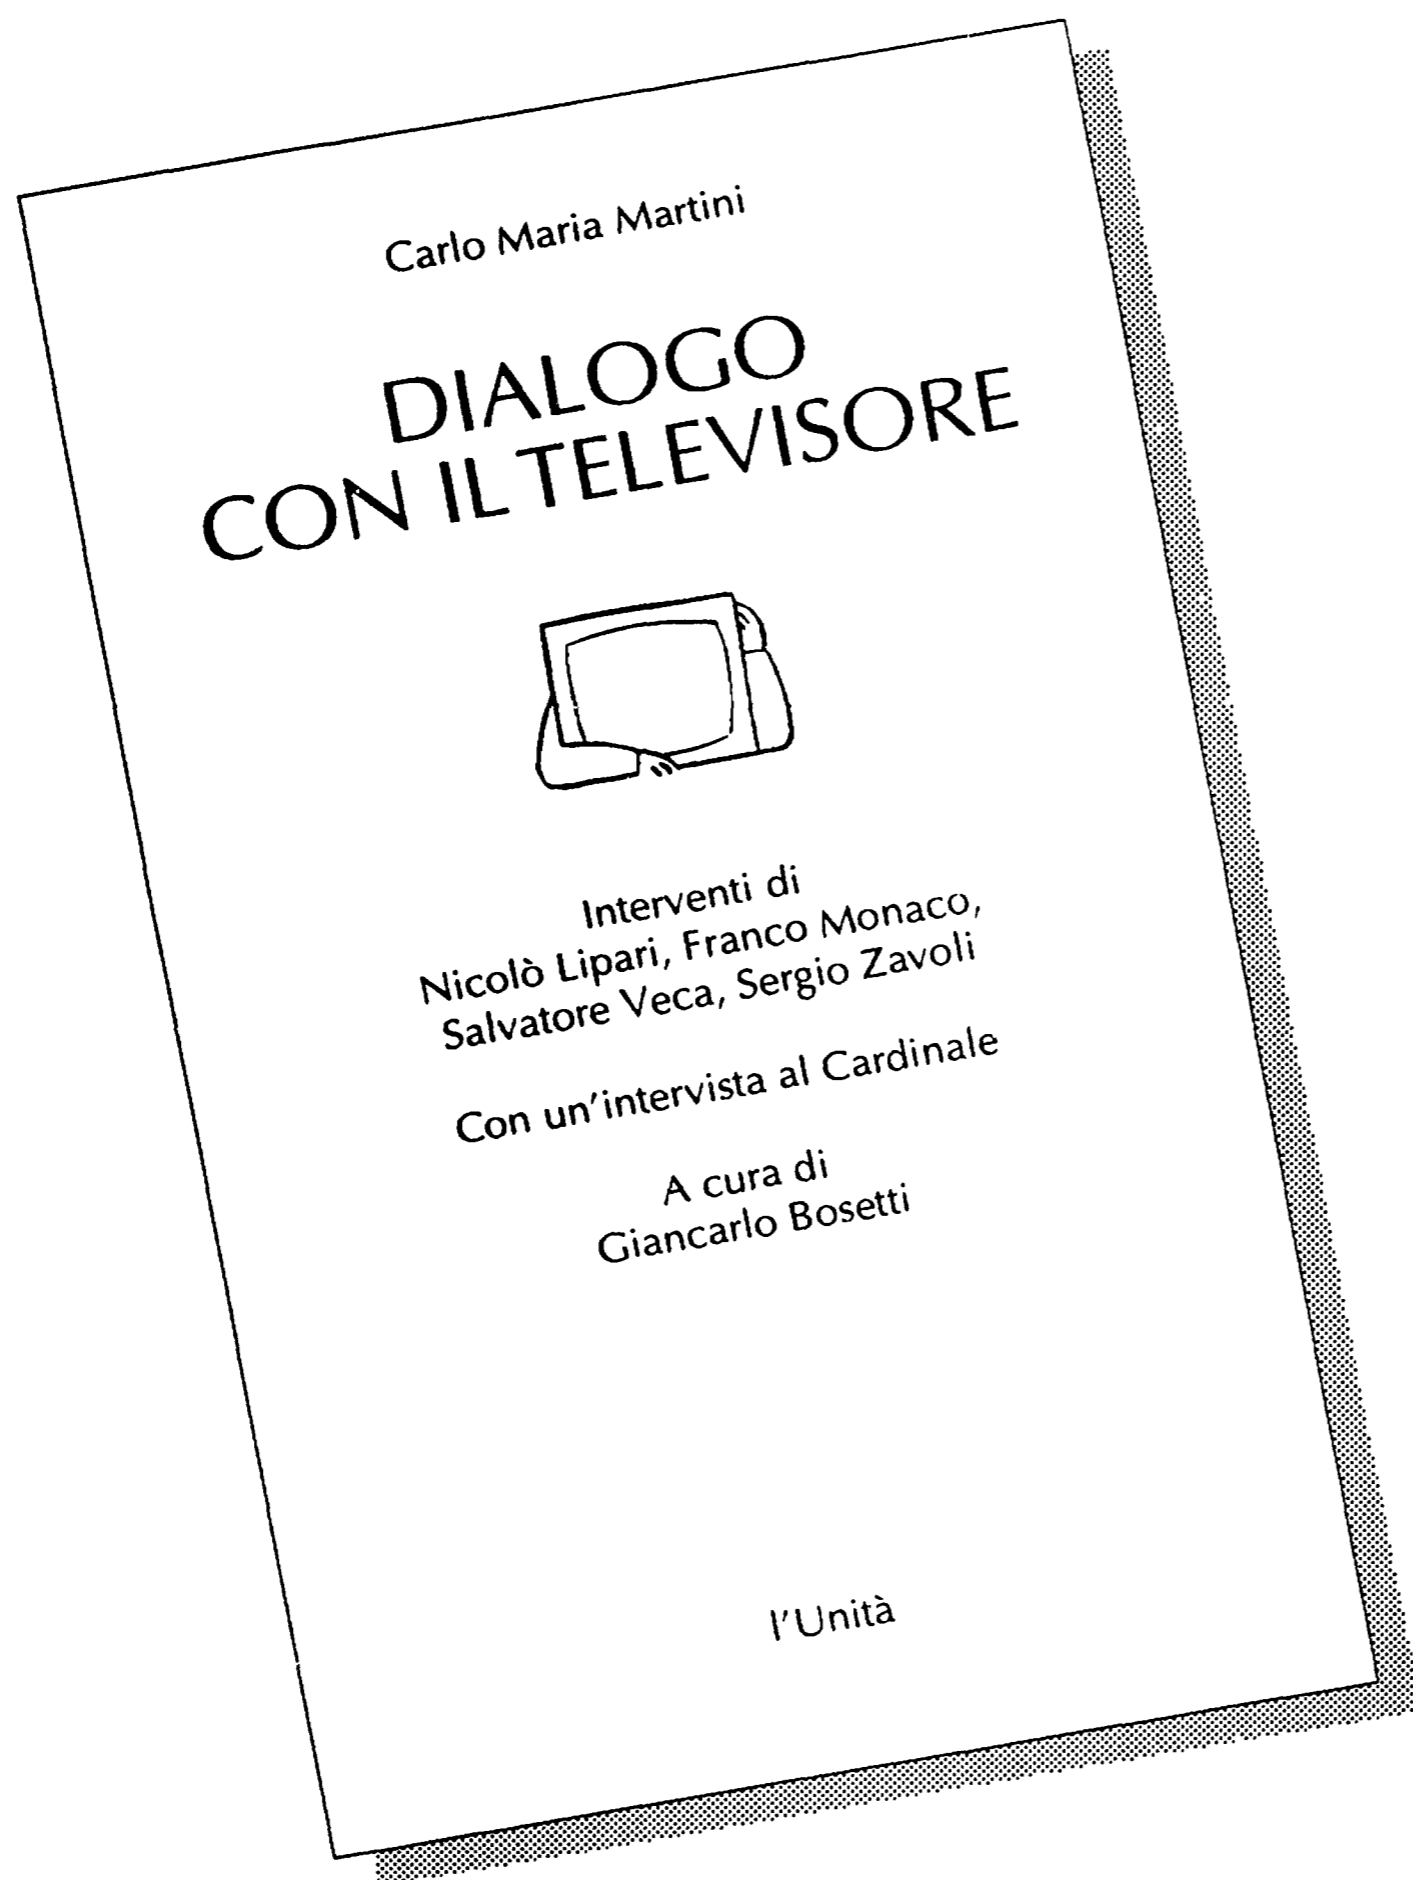 Carlo Maria Martini
DIALOGO
CON IL TELEVISORE
Interventi di
Nicolò Lipari, Franco Monaco,
Salvatore Veca, Sergio Zavoli
Con un'intervista al Cardinale
A cura di
Giancarlo Bosetti
l'Unità